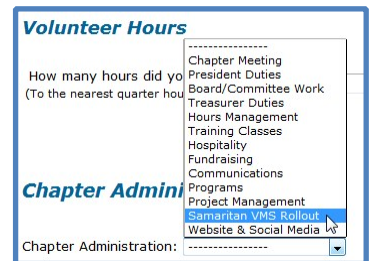 Volunteer Hours
----------------
Chapter Meeting
How many hours did yo
President Duties
(To the nearest quarter hou
Board/Committee Work
Treasurer Duties
Hours Management
Training Classes
Hospitality
Fundraising
Communications
Chapter Admini
Programs
Project Management
Samaritan VMS Rollout
Website & Social Media
Chapter Administration: ----------------